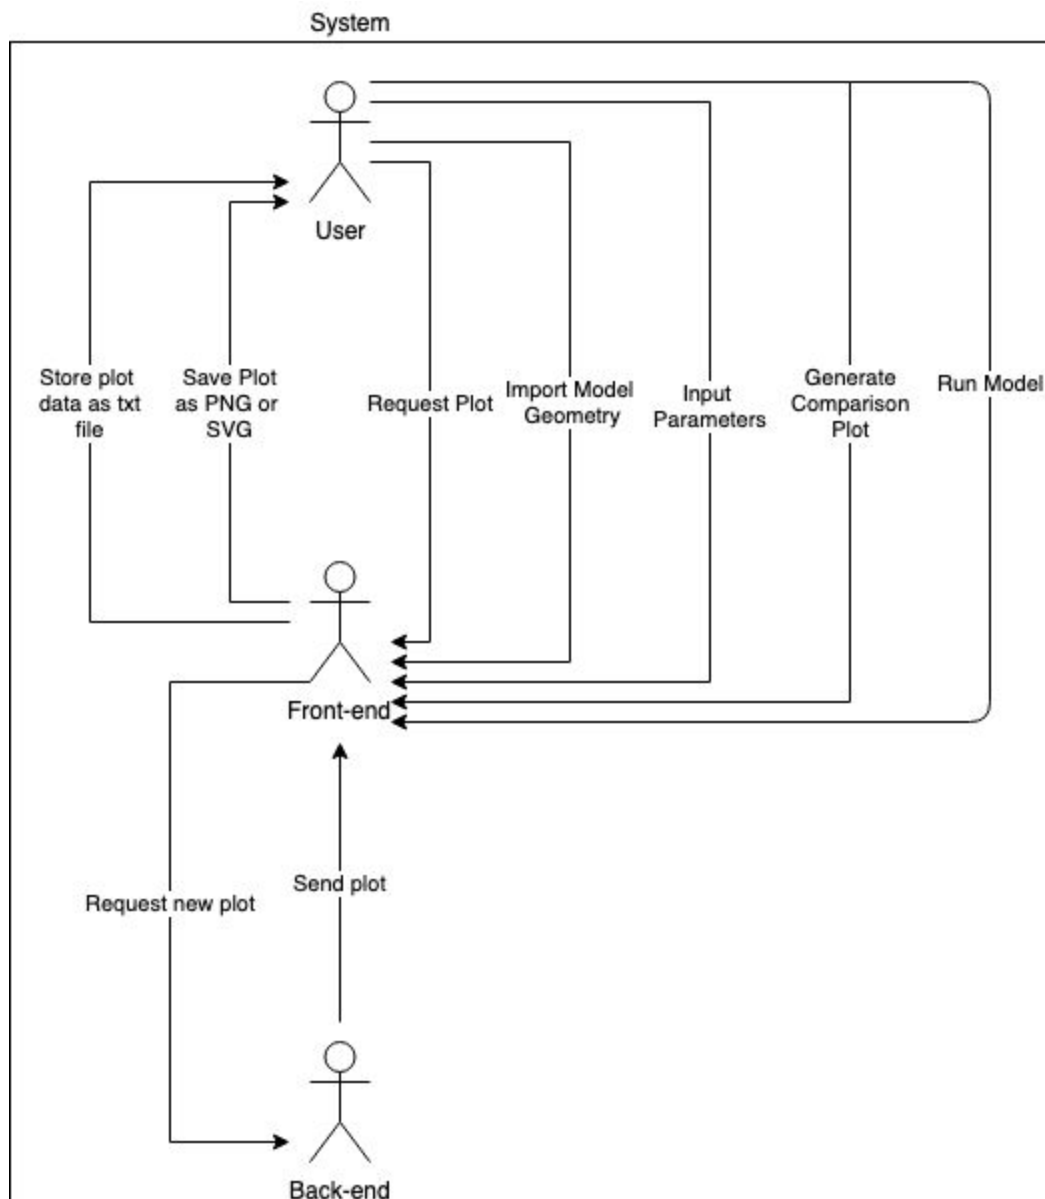 System
User
Store plot
data as txt
file
Save Plot
as PNG or
SVG
Request Plot
Import Model
Geometry
Input
Parameters
Generate
Comparison
Plot
Run Model
Front-end
Request new plot
Send plot
Back-end